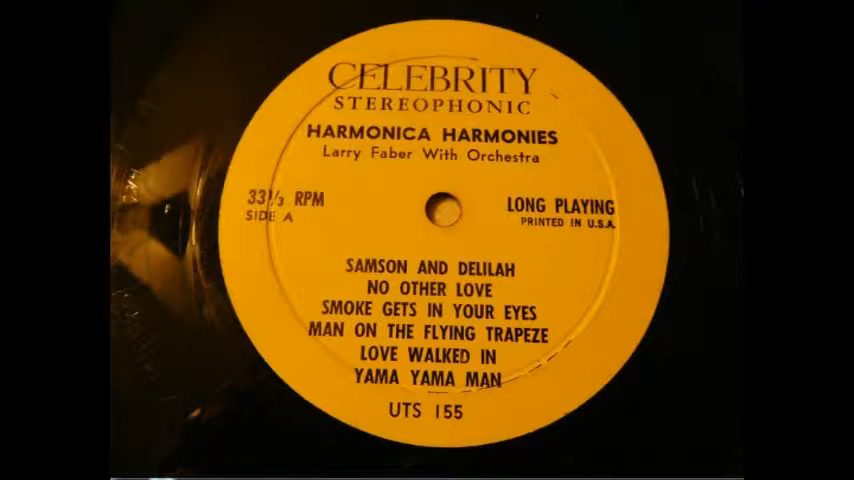 CELEBRITY
STEREOPHONIC
HARMONICA HARMONIES
Larry Faber With Orchestra
33⅓ RPM
SIDE A
LONG PLAYING
PRINTED IN U.S.A.
SAMSON AND DELILAH
NO OTHER LOVE
SMOKE GETS IN YOUR EYES
MAN ON THE FLYING TRAPEZE
LOVE WALKED IN
YAMA YAMA MAN
UTS 155